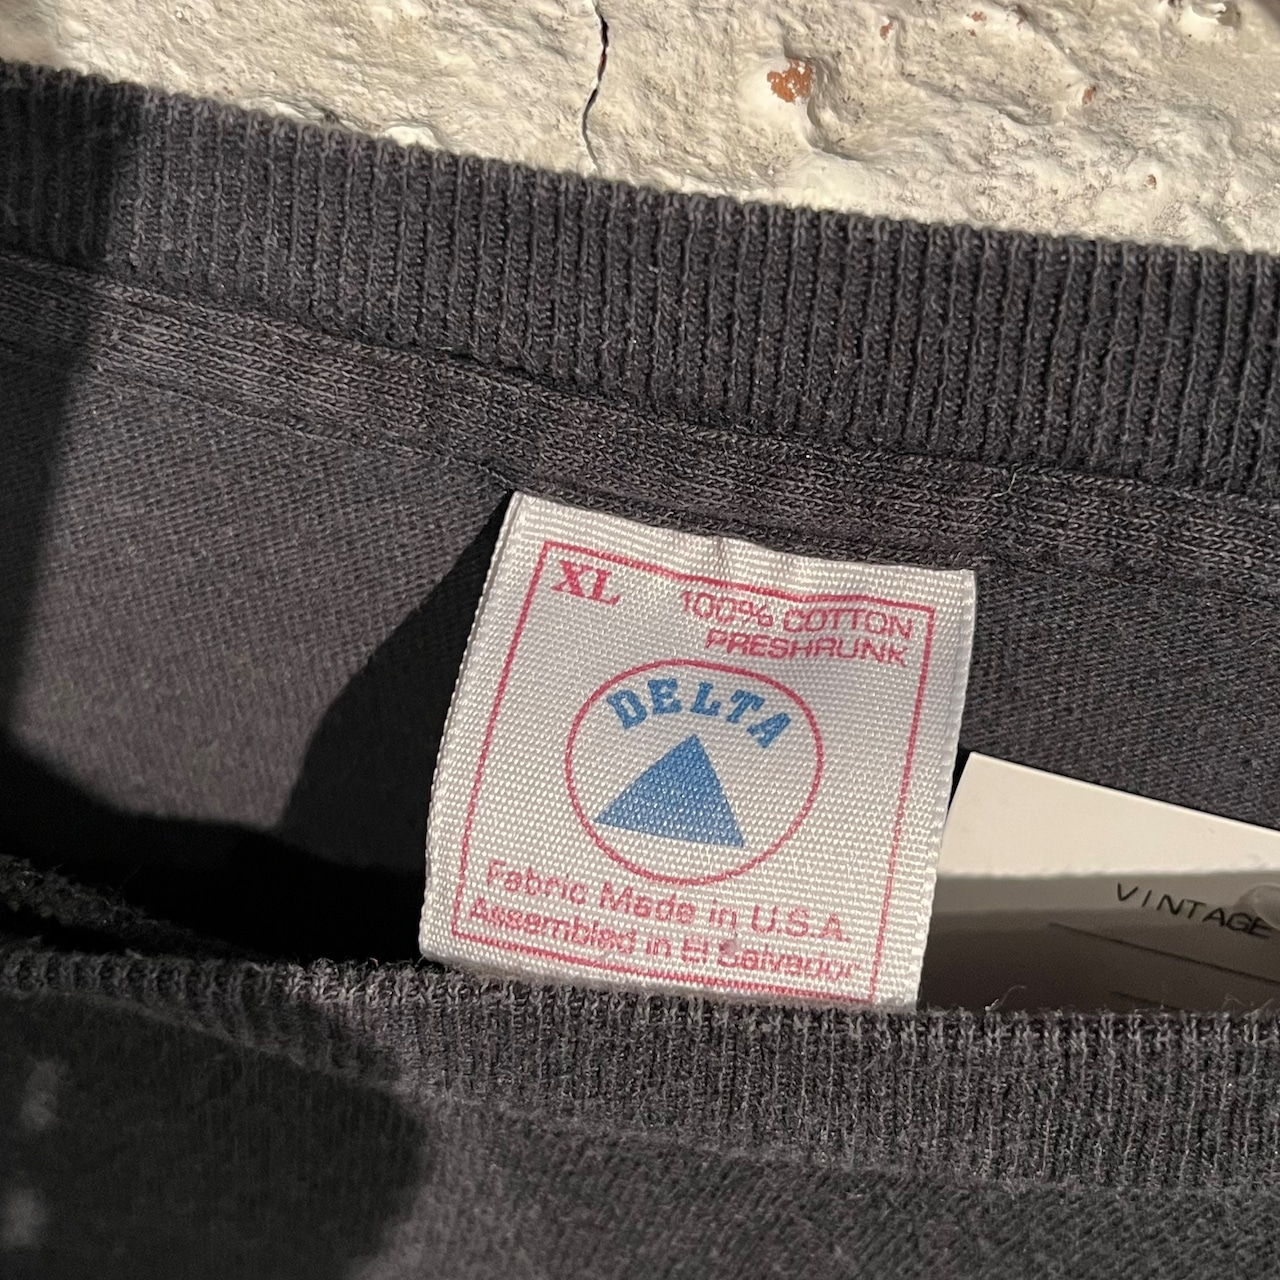 XL
100% COTTON
PRESHRUNK
DELTA
Fabric Made in U.S.A.
Assembled in El Salvador
VINTAGE